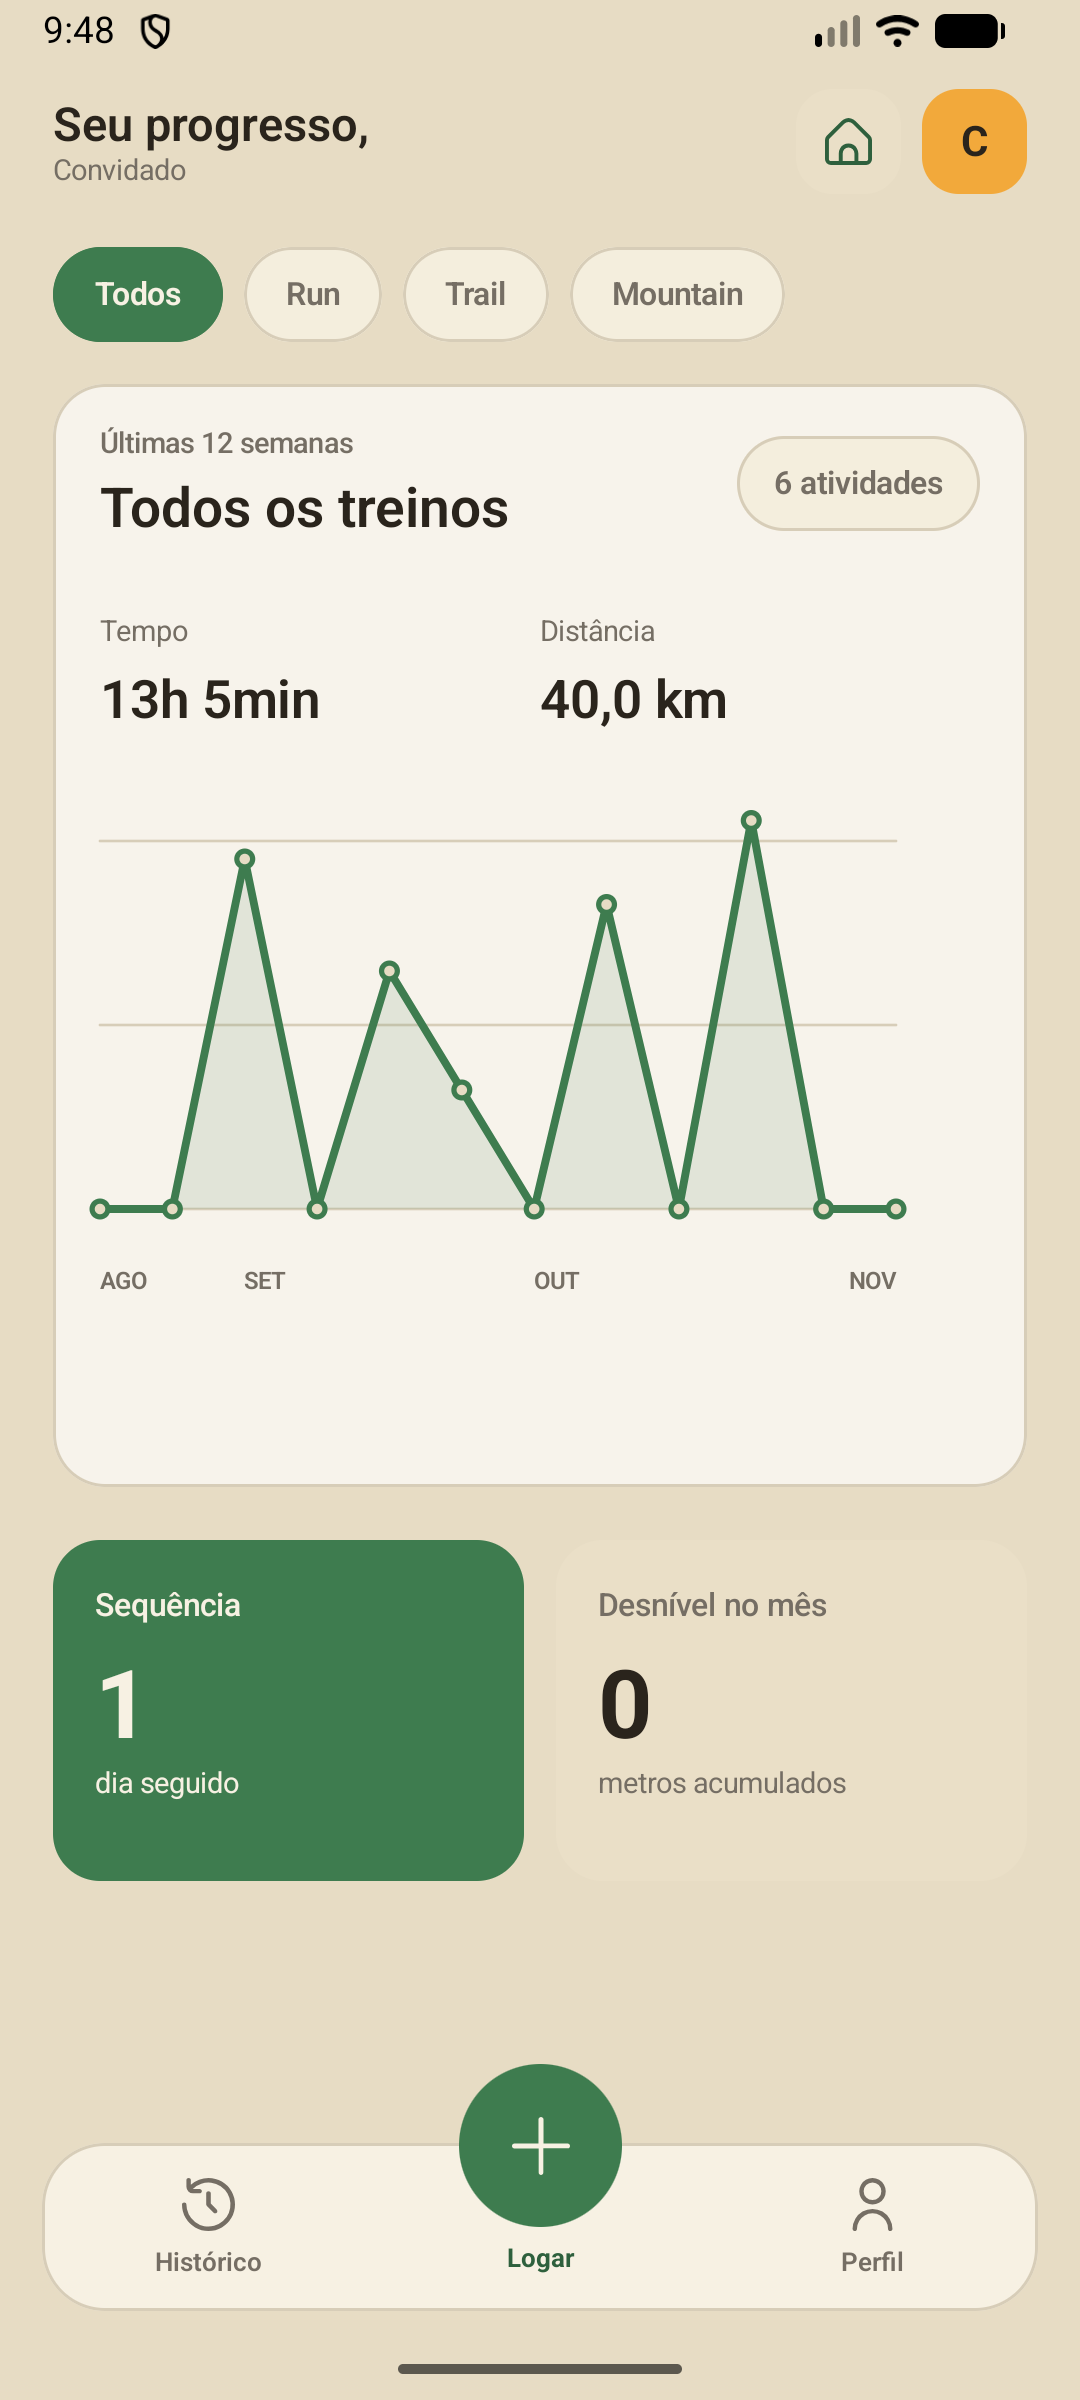 9:48
Seu progresso,
Convidado
C
Todos
Run
Trail
Mountain
Últimas 12 semanas
Todos os treinos
6 atividades
Tempo
Distância
13h 5min
40,0 km
AGO
SET
OUT
NOV
Sequência
1
dia seguido
Desnível no mês
0
metros acumulados
Histórico
Logar
Perfil